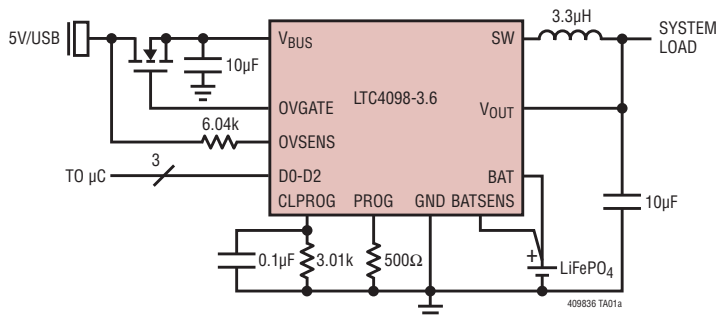 5V/USB
VBUS
SW
3.3µH
SYSTEM
LOAD
10µF
LTC4098-3.6
OVGATE
VOUT
6.04k
OVSENS
3
TO µC
D0-D2
BAT
CLPROG PROG GND BATSENS
10µF
0.1µF
3.01k
500Ω
+
LiFePO4
409836 TA01a